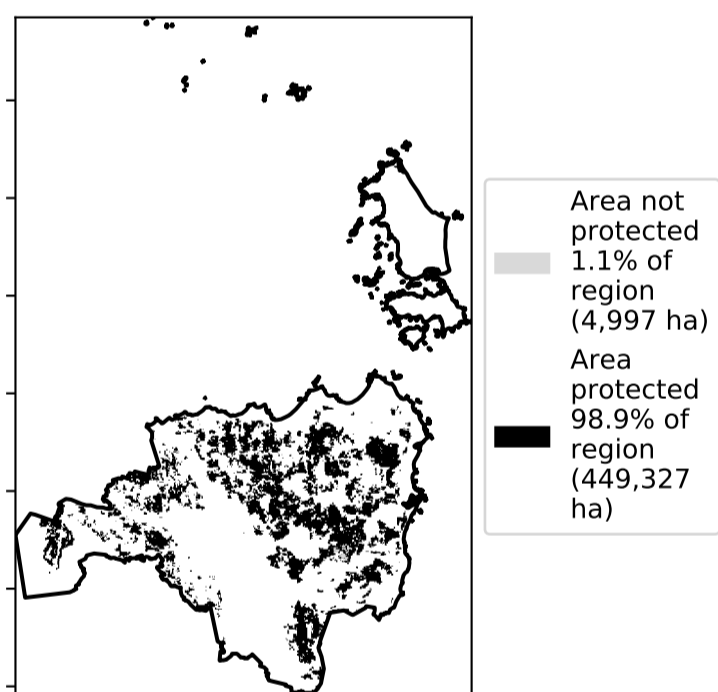 Area not
protected
1.1% of
region
(4,997 ha)
Area
protected
98.9% of
region
(449,327
ha)